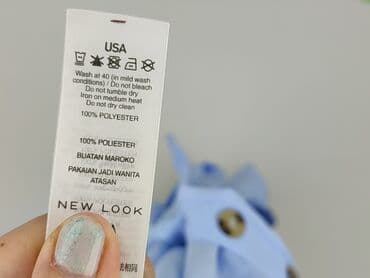 USA
Wash at 40 (in mild wash
conditions) / Do not bleach
Do not tumble dry
Iron on medium heat
Do not dry clean
100% POLYESTER
100% POLIESTER
BUATAN MAROKO
PAKAIAN JADI WANITA
ATASAN
NEW LOOK